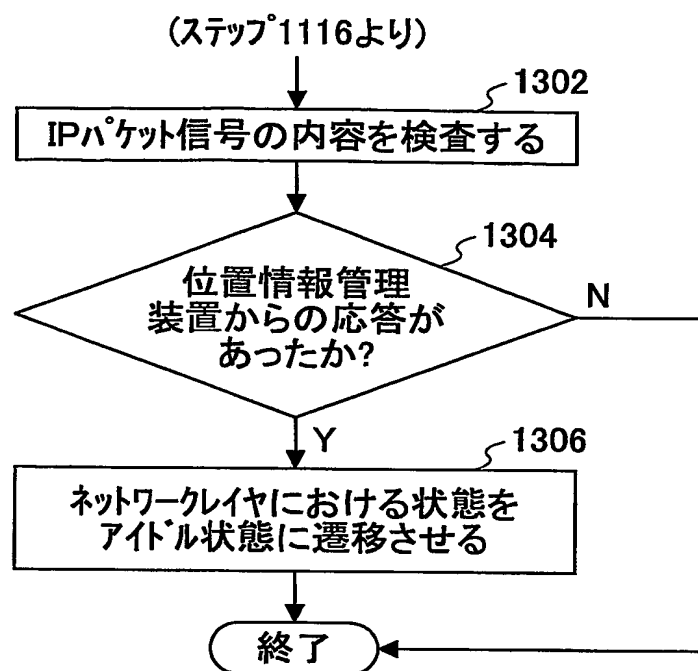 (ステップ1116より)
1302
IPパケット信号の内容を検査する
1304
位置情報管理
装置からの応答が
あったか?
N
Y
1306
ネットワークレイヤにおける状態を
アイドル状態に遷移させる
終了